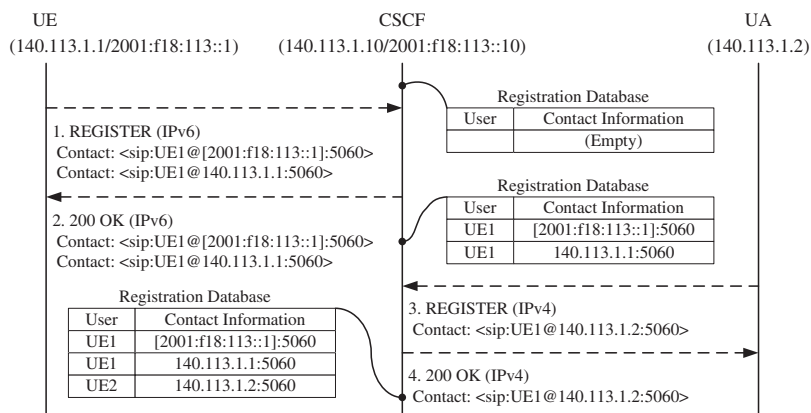 UE
(140.113.1.1/2001:f18:113::1)
CSCF
(140.113.1.10/2001:f18:113::10)
UA
(140.113.1.2)
Registration Database
User Contact Information
(Empty)
1. REGISTER (IPv6)
Contact: <sip:UE1@[2001:f18:113::1]:5060>
Contact: <sip:UE1@140.113.1.1:5060>
Registration Database
User Contact Information
UE1 [2001:f18:113::1]:5060
UE1 140.113.1.1:5060
2. 200 OK (IPv6)
Contact: <sip:UE1@[2001:f18:113::1]:5060>
Contact: <sip:UE1@140.113.1.1:5060>
3. REGISTER (IPv4)
Contact: <sip:UE1@140.113.1.2:5060>
Registration Database
User Contact Information
UE1 [2001:f18:113::1]:5060
UE1 140.113.1.1:5060
UE2 140.113.1.2:5060
4. 200 OK (IPv4)
Contact: <sip:UE1@140.113.1.2:5060>